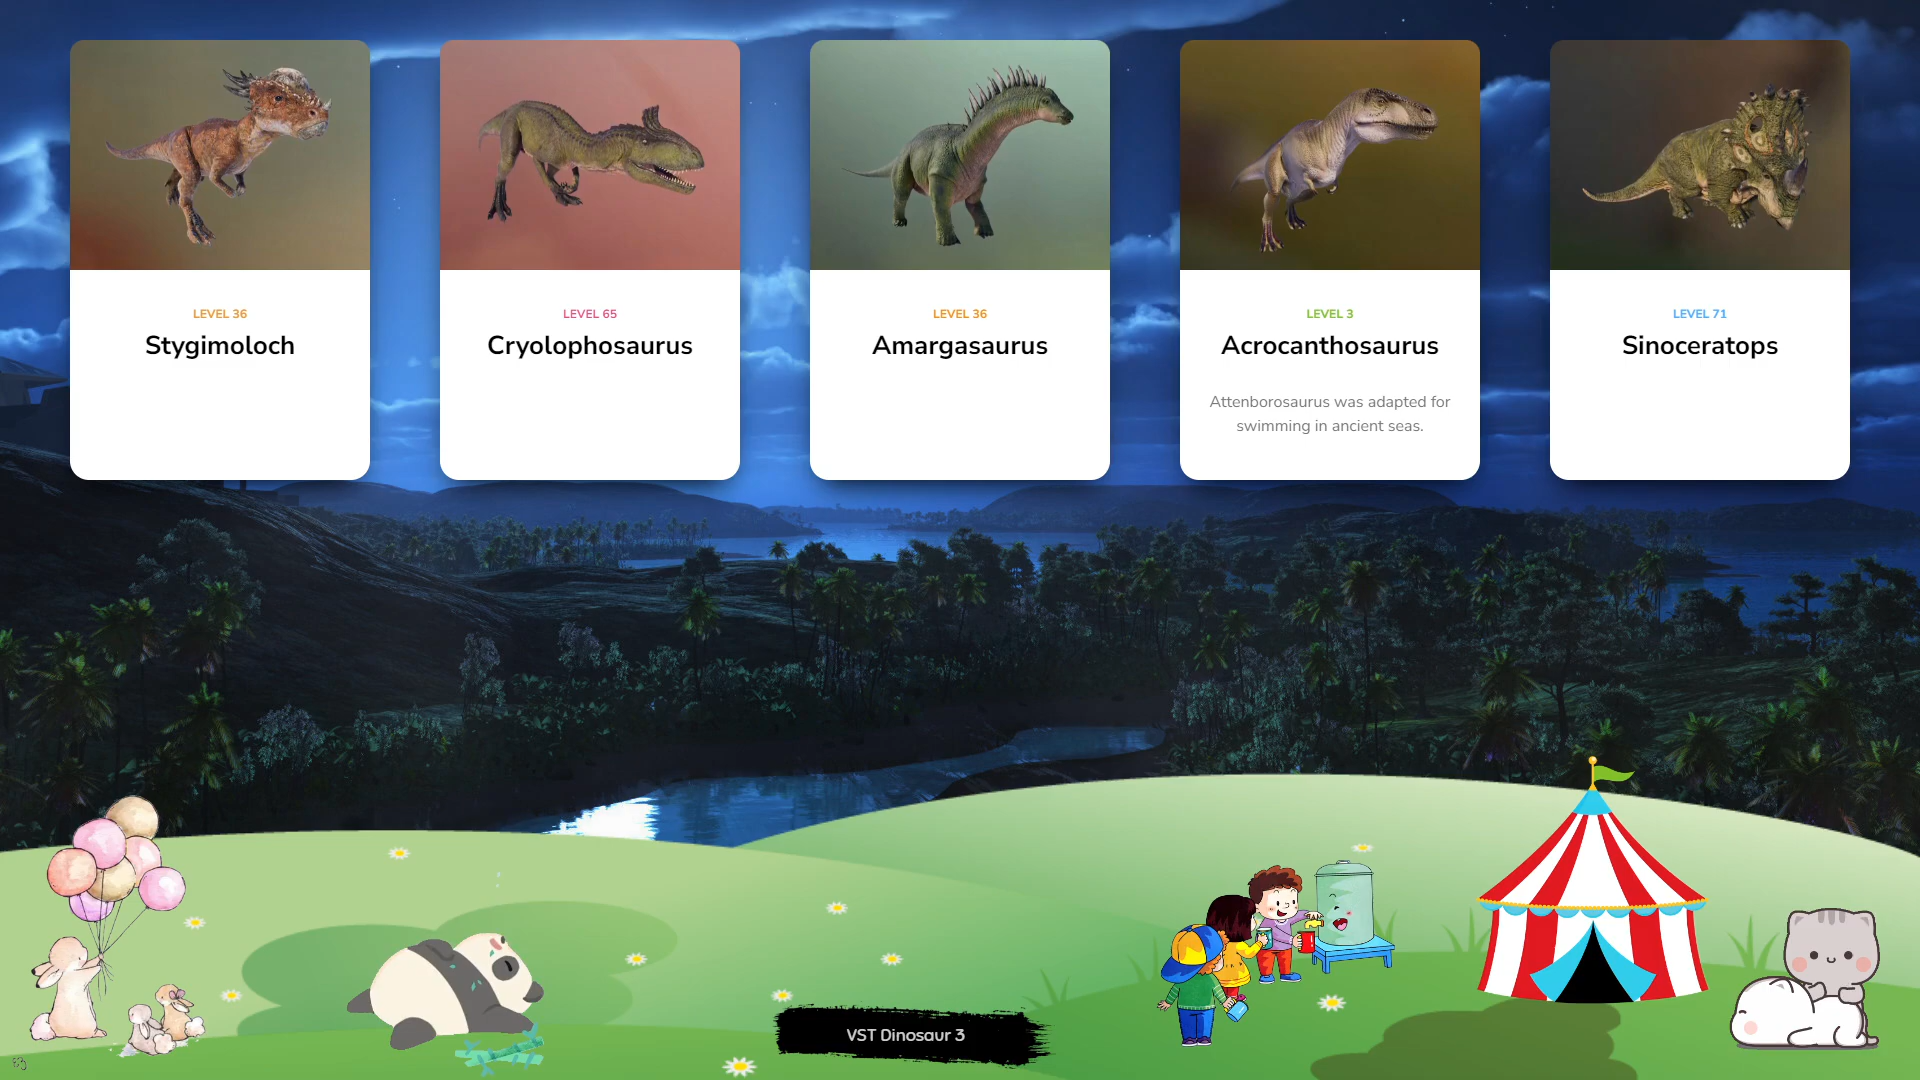 LEVEL 36
Stygimoloch
LEVEL 65
Cryolophosaurus
LEVEL 36
Amargasaurus
LEVEL 3
Acrocanthosaurus
Attenborosaurus was adapted for
swimming in ancient seas.
LEVEL 71
Sinoceratops
VST Dinosaur 3